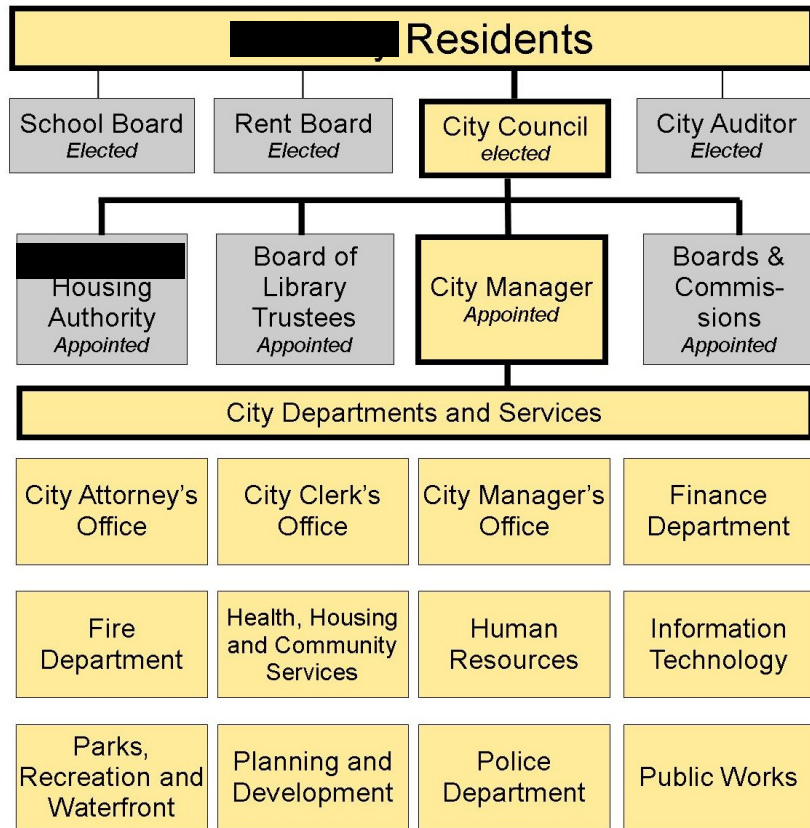 Residents
School Board
Elected
Rent Board
Elected
City Council
elected
City Auditor
Elected
Housing
Authority
Appointed
Board of
Library
Trustees
Appointed
City Manager
Appointed
Boards &
Commis-
sions
Appointed
City Departments and Services
City Attorney's
Office
City Clerk's
Office
City Manager's
Office
Finance
Department
Fire
Department
Health, Housing
and Community
Services
Human
Resources
Information
Technology
Parks,
Recreation and
Waterfront
Planning and
Development
Police
Department
Public Works